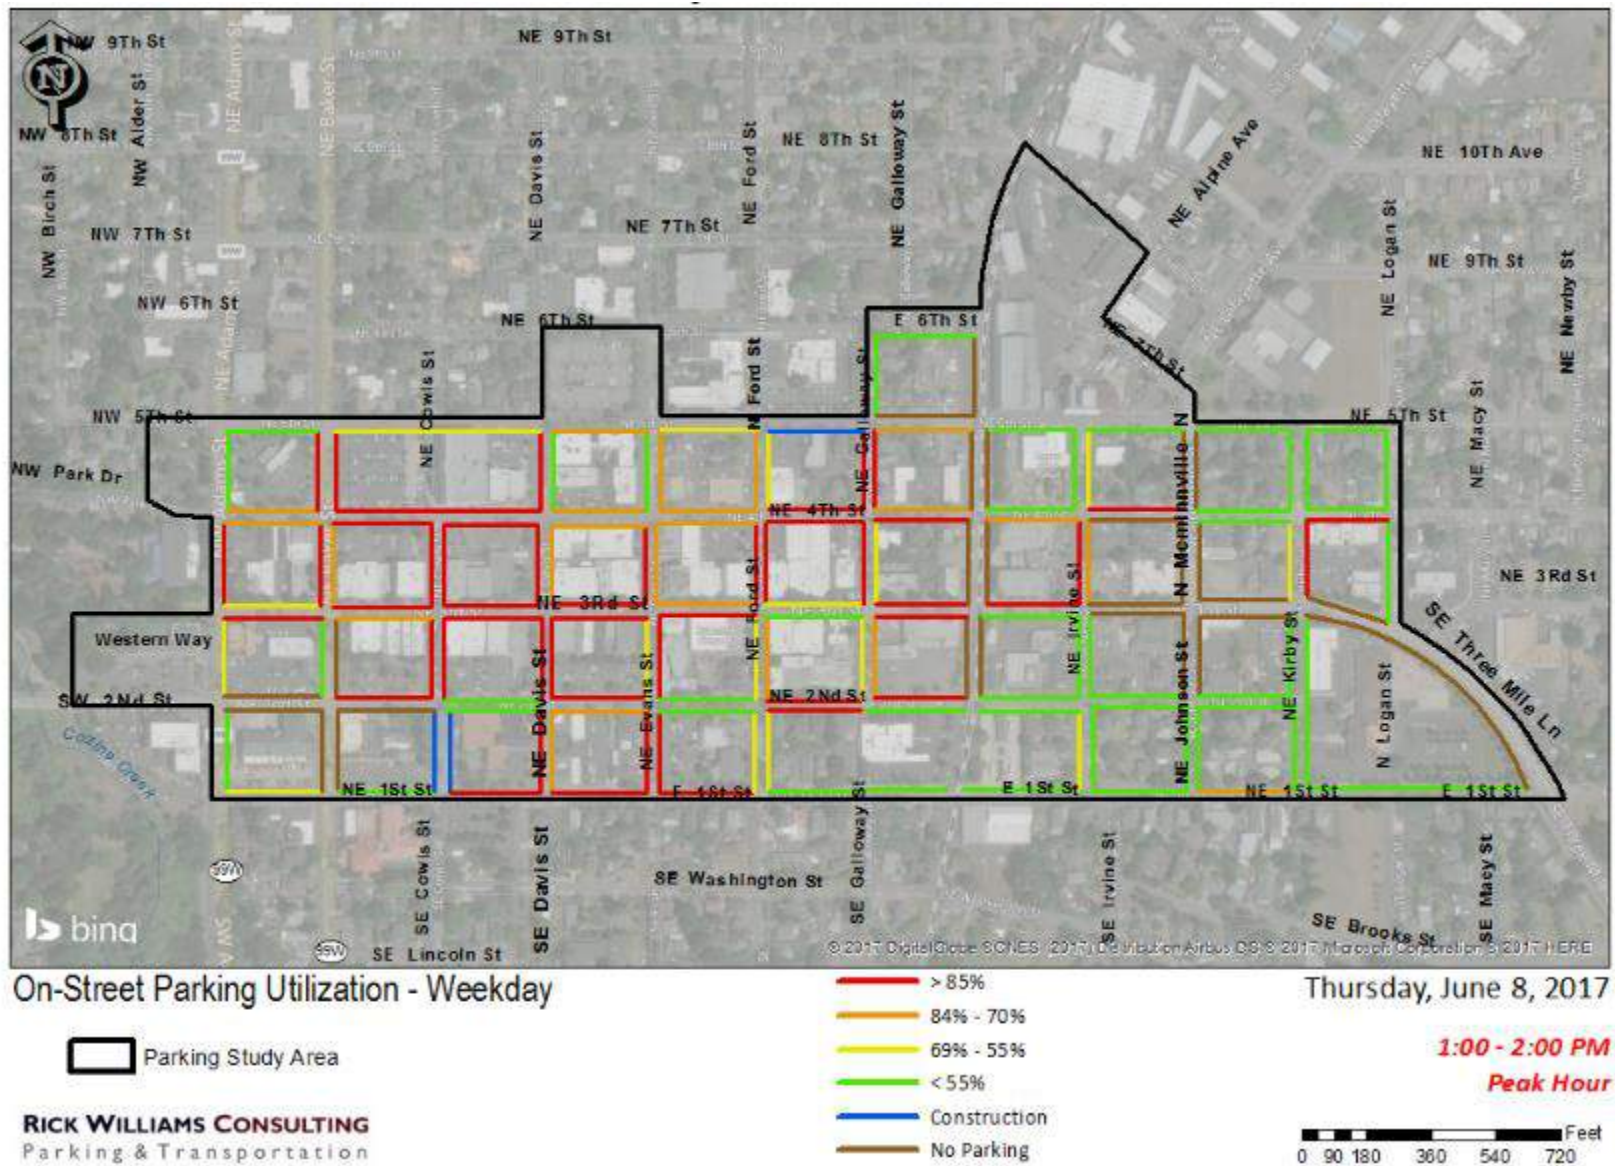 N
NW 9Th St
NE 9Th St
NE Adams St
NE Baker St
NW 8Th St
NW Alder St
NE Davis St
NE Ford St
NE 8Th St
NE Galloway St
NE Alpine Ave
NE 10Th Ave
NW Birch St
NW 7Th St
NE 7Th St
NE Logan St
NE 9Th St
NE Newby St
NW 6Th St
NE 6Th St
E 6Th St
NE 7Th St
NE Cowls St
N Ford St
NE Galloway St
NW 5Th St
NE 5Th St
NE Macy St
NW Park Dr
NE 4Th St
N Mcminnville N
NE 3Rd St
NE 3Rd St
NE Ford St
NE Irvine St
SE Three Mile Ln
Western Way
NE Davis St
NE Evans St
NE Johnson St
NE Kirby St
N Logan St
SW 2Nd St
NE 2Nd St
Cozine Creek
NE 1St St
E 1St St
E 1St St
NE 1St St
E 1St St
99W
SE Cowls St
SE Davis St
SE Washington St
SE Galloway St
SE Irvine St
SE Macy St
SE Brooks St
bing
99W
SE Lincoln St
On-Street Parking Utilization - Weekday
Parking Study Area
RICK WILLIAMS CONSULTING
Parking & Transportation
> 85%
84% - 70%
69% - 55%
< 55%
Construction
No Parking
Thursday, June 8, 2017
1:00 - 2:00 PM
Peak Hour
Feet
0 90 180 360 540 720